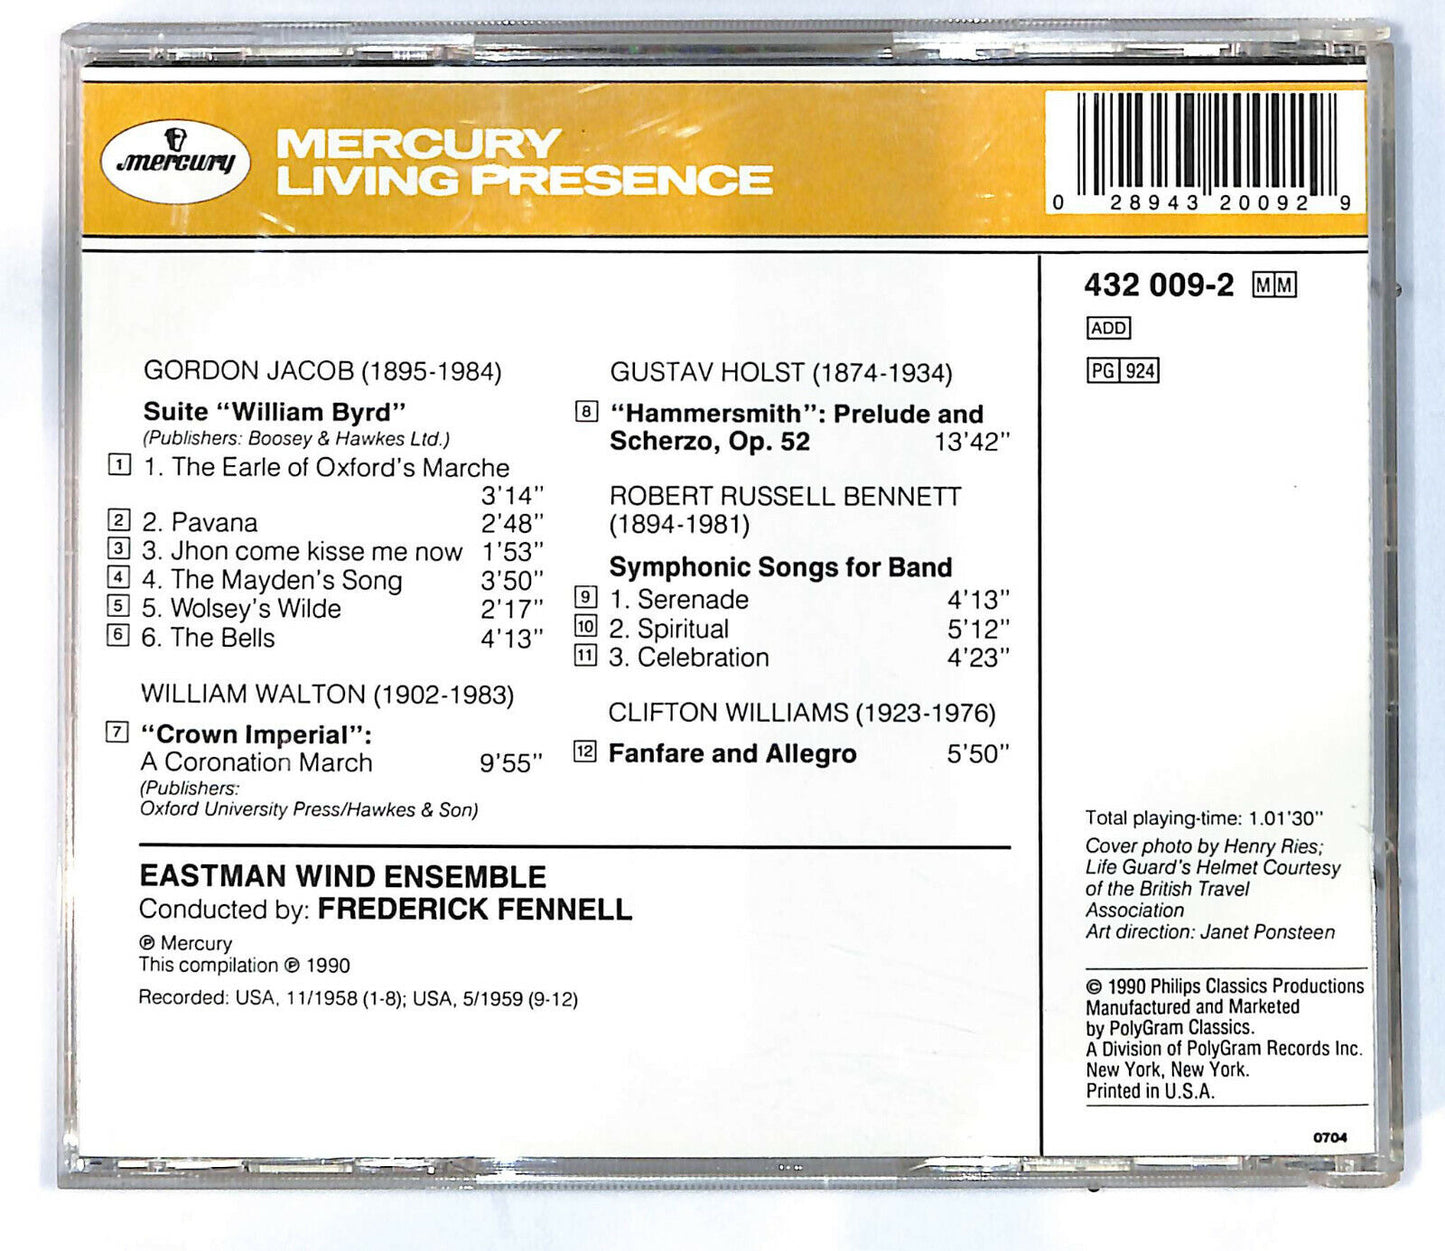 mercury
MERCURY
LIVING PRESENCE
0 28943 20092 9
432 009-2 MM
ADD
PG 924
GORDON JACOB (1895-1984)
Suite "William Byrd"
(Publishers: Boosey & Hawkes Ltd.)
1 1. The Earle of Oxford's Marche
3'14"
2 2. Pavana 2'48"
3 3. Jhon come kisse me now 1'53"
4 4. The Mayden's Song 3'50"
5 5. Wolsey's Wilde 2'17"
6 6. The Bells 4'13"
WILLIAM WALTON (1902-1983)
7 "Crown Imperial":
A Coronation March 9'55"
(Publishers:
Oxford University Press/Hawkes & Son)
GUSTAV HOLST (1874-1934)
8 "Hammersmith": Prelude and
Scherzo, Op. 52 13'42"
ROBERT RUSSELL BENNETT
(1894-1981)
Symphonic Songs for Band
9 1. Serenade 4'13"
10 2. Spiritual 5'12"
11 3. Celebration 4'23"
CLIFTON WILLIAMS (1923-1976)
12 Fanfare and Allegro 5'50"
EASTMAN WIND ENSEMBLE
Conducted by: FREDERICK FENNELL
℗ Mercury
This compilation ℗ 1990
Recorded: USA, 11/1958 (1-8); USA, 5/1959 (9-12)
Total playing-time: 1.01'30"
Cover photo by Henry Ries;
Life Guard's Helmet Courtesy
of the British Travel
Association
Art direction: Janet Ponsteen
© 1990 Philips Classics Productions
Manufactured and Marketed
by PolyGram Classics.
A Division of PolyGram Records Inc.
New York, New York.
Printed in U.S.A.
0704